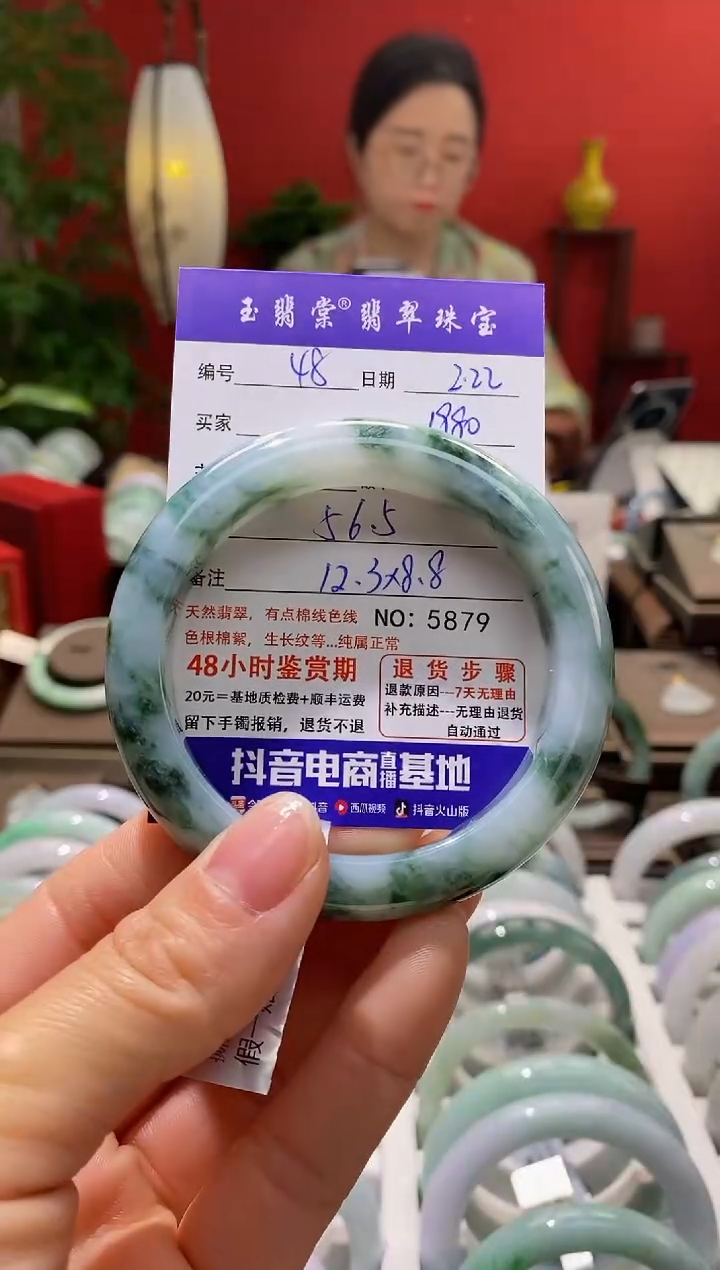 玉翡棠®翡翠珠宝
编号 48 日期 2.22
买家 1880
56.5
备注 12.3x8.8
天然翡翠，有点棉线色线 NO: 5879
色根棉絮，生长纹等...纯属正常
48小时鉴赏期
20元=基地质检费+顺丰运费
留下手镯报销，退货不退
退货步骤
退款原因---7天无理由
补充描述---无理由退货
自动通过
抖音电商直播基地
抖音 西瓜视频 抖音火山版
假一